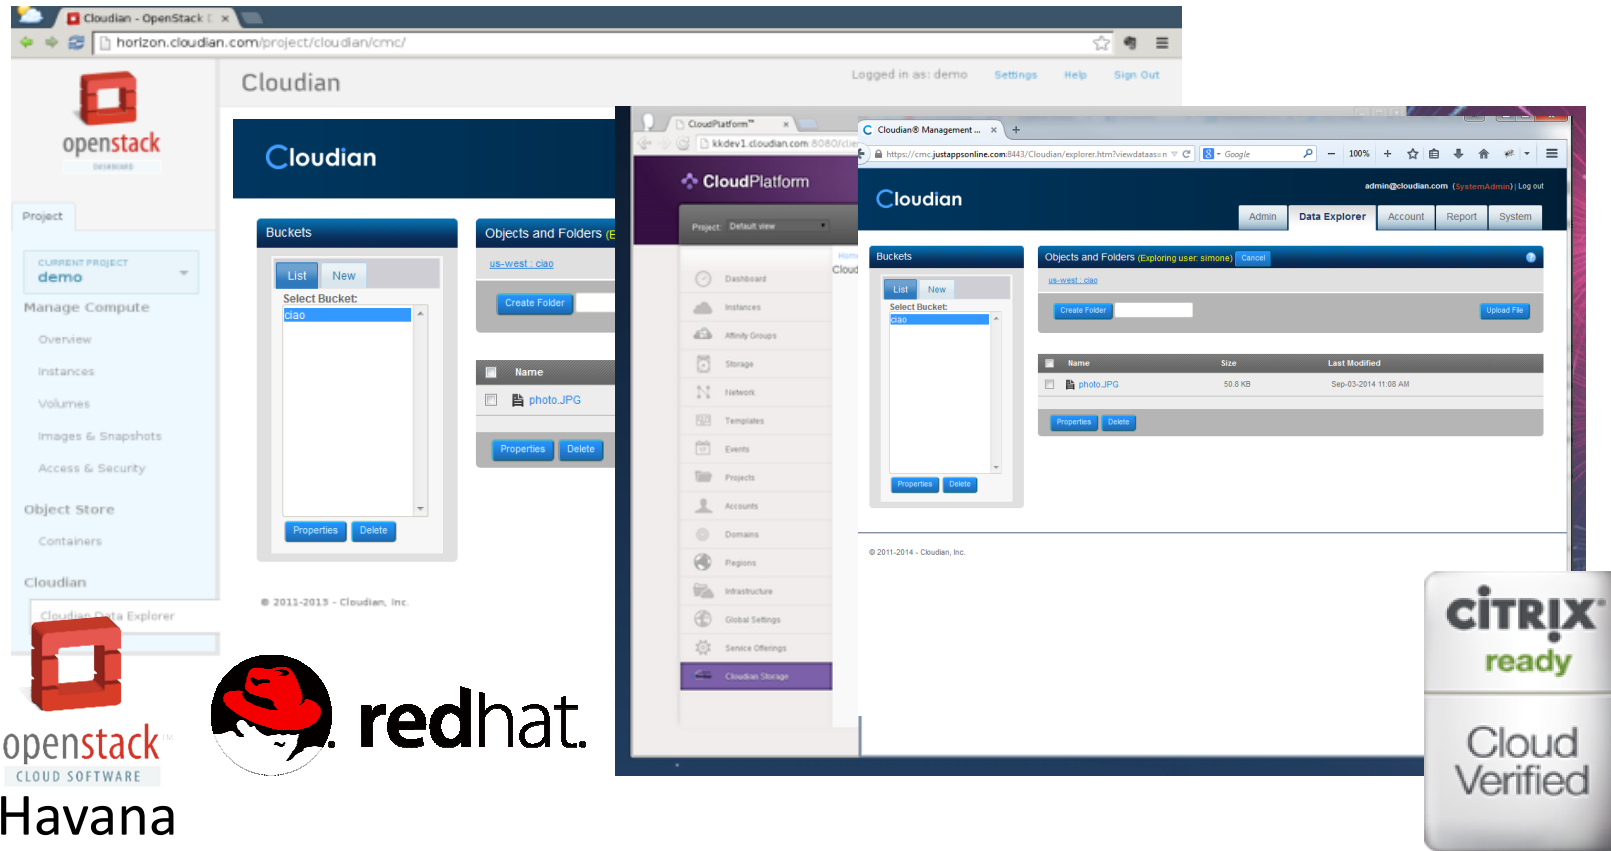 Cloudian - OpenStack D
horizon.cloudian.com/project/cloudian/cmc/
openstack
DASHBOARD
Cloudian
Logged in as: demo
Settings
Help
Sign Out
Project
CURRENT PROJECT
demo
Manage Compute
Overview
Instances
Volumes
Images & Snapshots
Access & Security
Object Store
Containers
Cloudian
Cloudian Data Explorer
Cloudian
Buckets
List
New
Select Bucket:
ciao
Properties
Delete
Objects and Folders (E
us-west : ciao
Create Folder
Name
photo.JPG
Properties
Delete
© 2011-2013 - Cloudian, Inc.
CloudPlatform™
kkdev1.cloudian.com:8080/clie
CloudPlatform
Project:
Default view
Home
Cloud
Dashboard
Instances
Affinity Groups
Storage
Network
Templates
Events
Projects
Accounts
Domains
Regions
Infrastructure
Global Settings
Service Offerings
Cloudian Storage
Cloudian® Management ...
https://cmc.justappsonline.com:8443/Cloudian/explorer.htm?viewdataas=n
Google
100%
Cloudian
admin@cloudian.com (SystemAdmin) | Log out
Admin
Data Explorer
Account
Report
System
Buckets
List
New
Select Bucket:
ciao
Properties
Delete
Objects and Folders (Exploring user: simone)
Cancel
us-west : ciao
Create Folder
Upload File
Name
Size
Last Modified
photo.JPG
50.8 KB
Sep-03-2014 11:08 AM
Properties
Delete
© 2011-2014 - Cloudian, Inc.
openstack™
CLOUD SOFTWARE
Havana
redhat.
CITRIX®
ready
Cloud
Verified